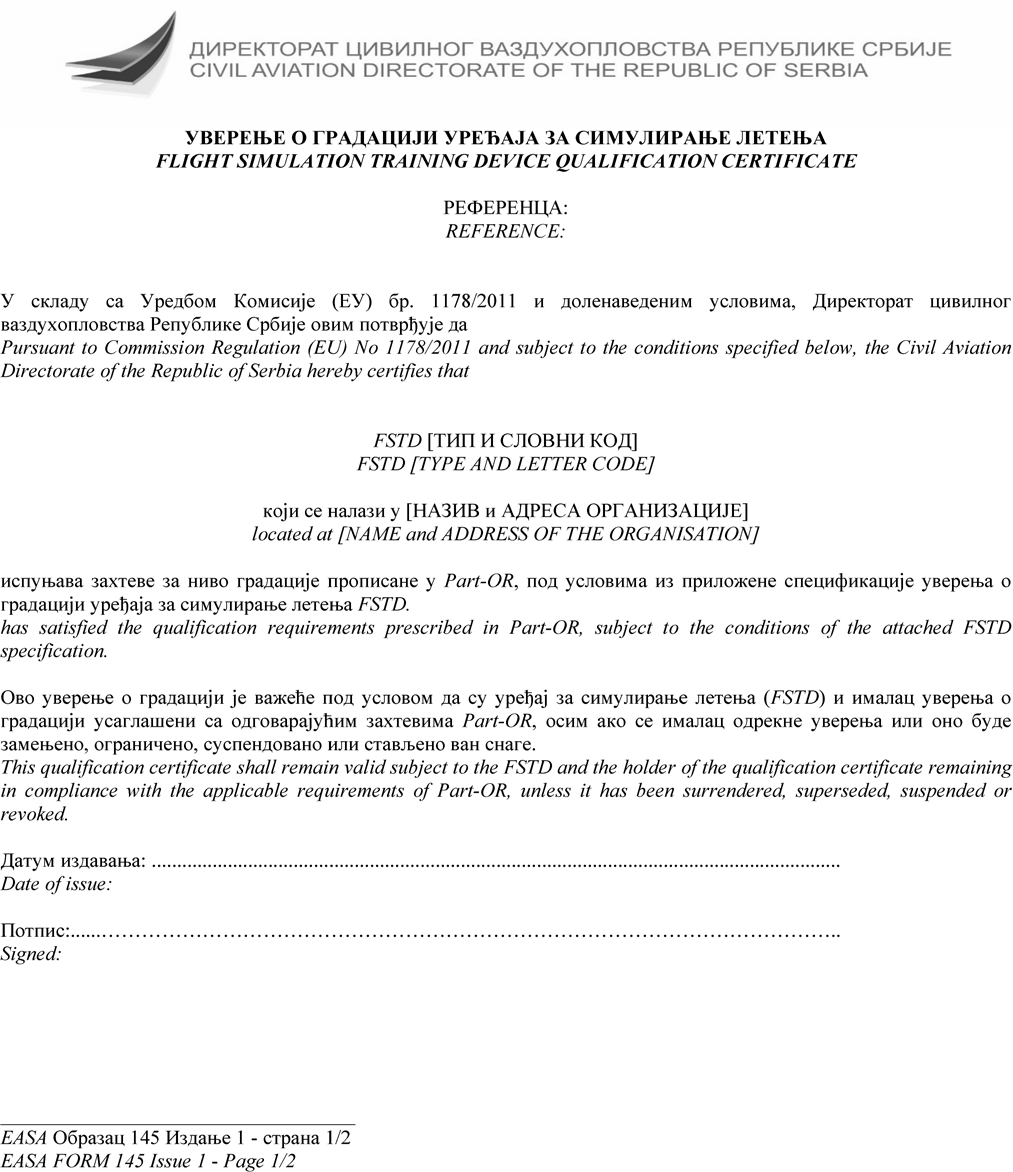 ДИРЕКТОРАТ ЦИВИЛНОГ ВАЗДУХОПЛОВСТВА РЕПУБЛИКЕ СРБИЈЕ
CIVIL AVIATION DIRECTORATE OF THE REPUBLIC OF SERBIA
УВЕРЕЊЕ О ГРАДАЦИЈИ УРЕЂАЈА ЗА СИМУЛИРАЊЕ ЛЕТЕЊА
FLIGHT SIMULATION TRAINING DEVICE QUALIFICATION CERTIFICATE
РЕФЕРЕНЦА:
REFERENCE:
У складу са Уредбом Комисије (ЕУ) бр. 1178/2011 и доленаведеним условима, Директорат цивилног
ваздухопловства Републике Србије овим потврђује да
Pursuant to Commission Regulation (EU) No 1178/2011 and subject to the conditions specified below, the Civil Aviation
Directorate of the Republic of Serbia hereby certifies that
FSTD [ТИП И СЛОВНИ КОД]
FSTD [TYPE AND LETTER CODE]
који се налази у [НАЗИВ и АДРЕСА ОРГАНИЗАЦИЈЕ]
located at [NAME and ADDRESS OF THE ORGANISATION]
испуњава захтеве за ниво градације прописане у Part-OR, под условима из приложене спецификације уверења о
градацији уређаја за симулирање летења FSTD.
has satisfied the qualification requirements prescribed in Part-OR, subject to the conditions of the attached FSTD
specification.
Ово уверење о градацији је важеће под условом да су уређај за симулирање летења (FSTD) и ималац уверења о
градацији усаглашени са одговарајућим захтевима Part-OR, осим ако се ималац одрекне уверења или оно буде
замењено, ограничено, суспендовано или стављено ван снаге.
This qualification certificate shall remain valid subject to the FSTD and the holder of the qualification certificate remaining
in compliance with the applicable requirements of Part-OR, unless it has been surrendered, superseded, suspended or
revoked.
Датум издавања: ..........................................................................................................................................
Date of issue:
Потпис:......…………………………………………………………………………………………………..
Signed:
EASA Образац 145 Издање 1 - страна 1/2
EASA FORM 145 Issue 1 - Page 1/2